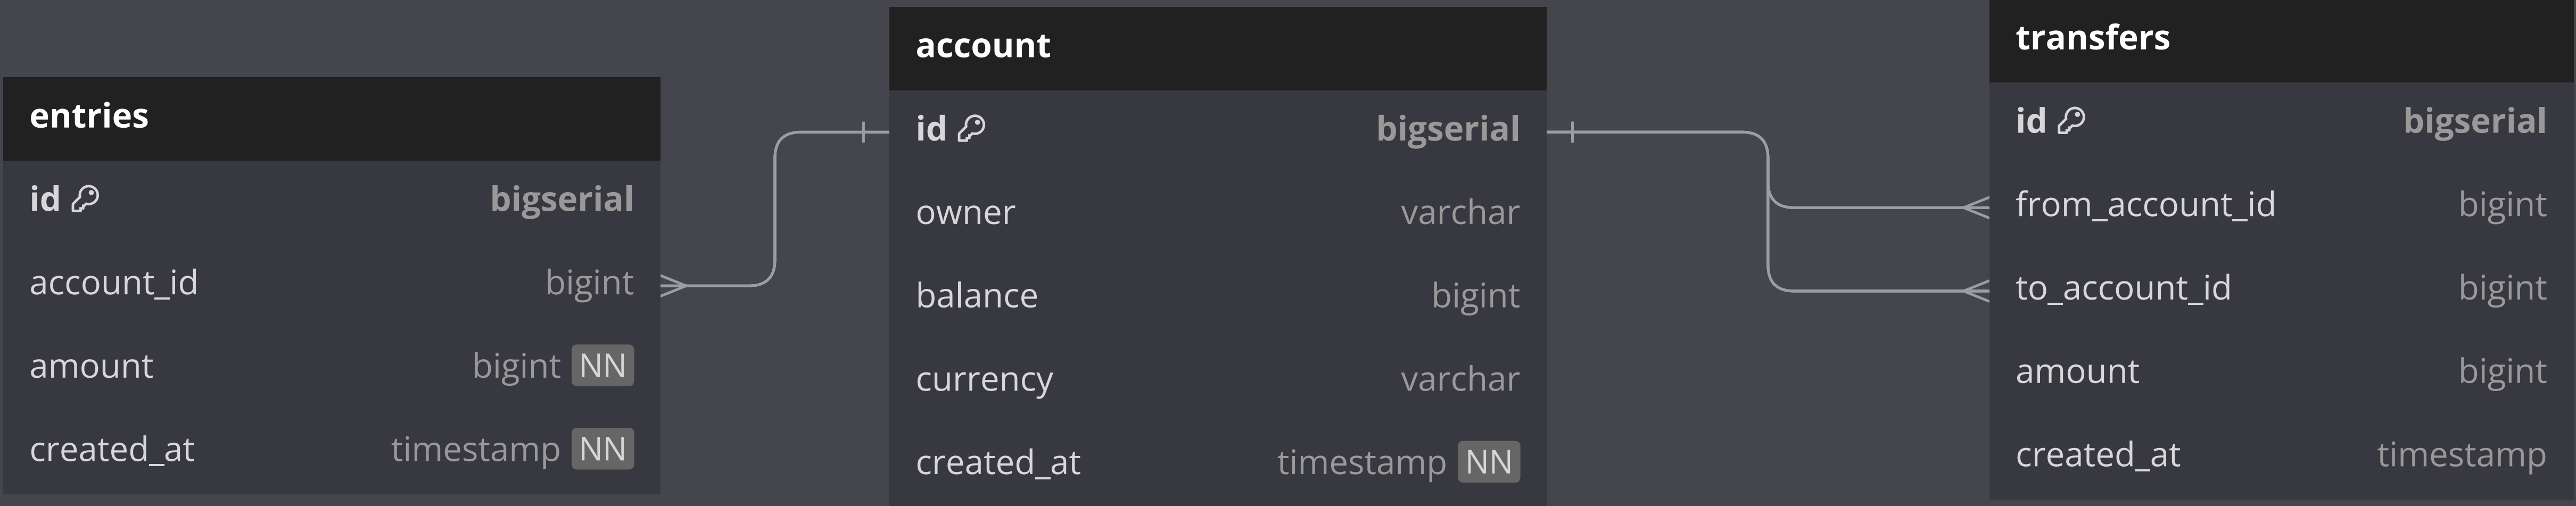 entries
id bigserial
account_id bigint
amount bigint NN
created_at timestamp NN
account
id bigserial
owner varchar
balance bigint
currency varchar
created_at timestamp NN
transfers
id bigserial
from_account_id bigint
to_account_id bigint
amount bigint
created_at timestamp